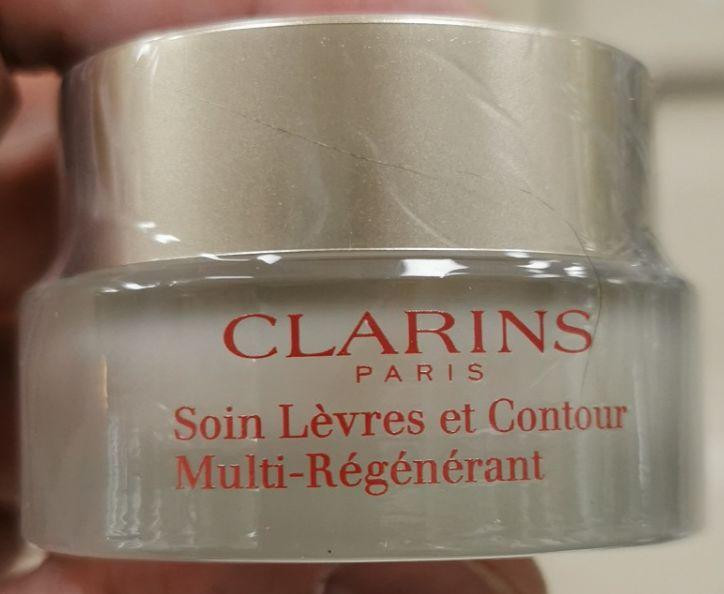 CLARINS
PARIS
Soin Lèvres et Contour
Multi-Régénérant